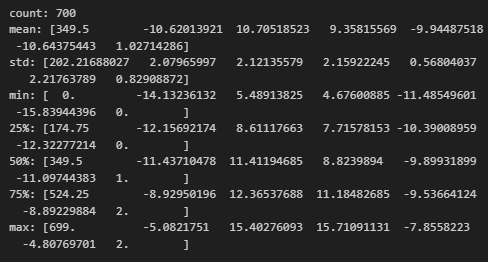 count: 700
mean: [349.5 -10.62013921 10.70518523 9.35815569 -9.94487518
-10.64375443 1.02714286]
std: [202.21688027 2.07965997 2.12135579 2.15922245 0.56804037
2.21763789 0.82908872]
min: [ 0. -14.13236132 5.48913825 4.67600885 -11.48549601
-15.83944396 0. ]
25%: [174.75 -12.15692174 8.61117663 7.71578153 -10.39008959
-12.32277214 0. ]
50%: [349.5 -11.43710478 11.41194685 8.8239894 -9.89931899
-11.09744383 1. ]
75%: [524.25 -8.92950196 12.36537688 11.18482685 -9.53664124
-8.89229884 2. ]
max: [699. -5.0821751 15.40276093 15.71091131 -7.8558223
-4.80769701 2. ]